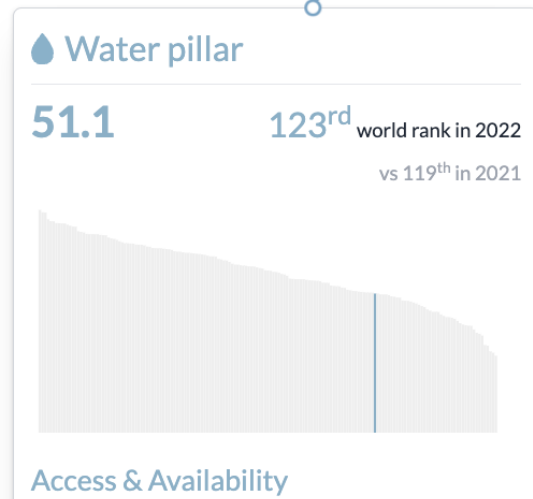 Water pillar
51.1
123rd world rank in 2022
vs 119th in 2021
Access & Availability